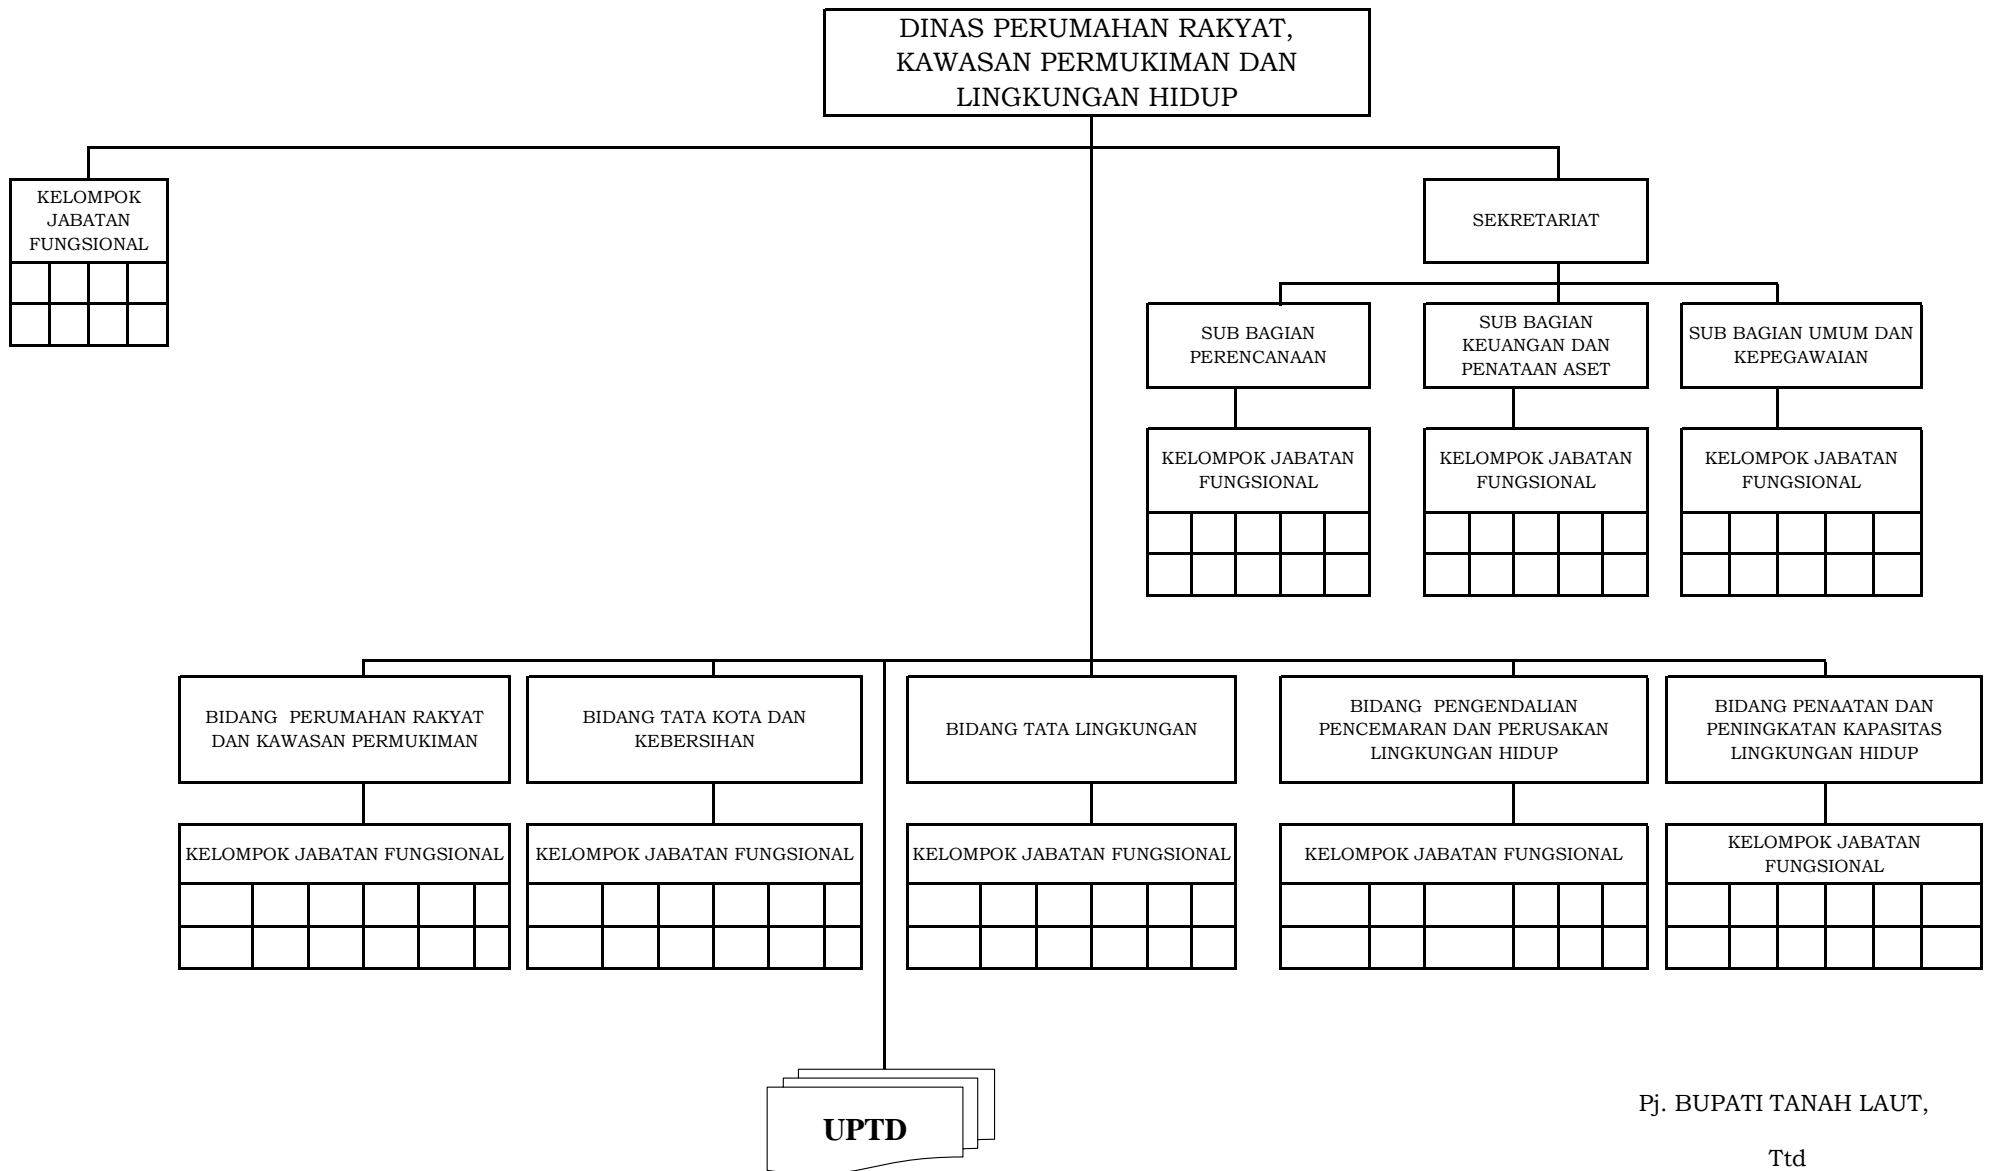 DINAS PERUMAHAN RAKYAT,
KAWASAN PERMUKIMAN DAN
LINGKUNGAN HIDUP
KELOMPOK
JABATAN
FUNGSIONAL
SEKRETARIAT
SUB BAGIAN
PERENCANAAN
SUB BAGIAN
KEUANGAN DAN
PENATAAN ASET
SUB BAGIAN UMUM DAN
KEPEGAWAIAN
KELOMPOK JABATAN
FUNGSIONAL
KELOMPOK JABATAN
FUNGSIONAL
KELOMPOK JABATAN
FUNGSIONAL
BIDANG  PERUMAHAN RAKYAT
DAN KAWASAN PERMUKIMAN
BIDANG TATA KOTA DAN
KEBERSIHAN
BIDANG TATA LINGKUNGAN
BIDANG  PENGENDALIAN
PENCEMARAN DAN PERUSAKAN
LINGKUNGAN HIDUP
BIDANG PENAATAN DAN
PENINGKATAN KAPASITAS
LINGKUNGAN HIDUP
KELOMPOK JABATAN FUNGSIONAL
KELOMPOK JABATAN FUNGSIONAL
KELOMPOK JABATAN FUNGSIONAL
KELOMPOK JABATAN FUNGSIONAL
KELOMPOK JABATAN
FUNGSIONAL
UPTD
Pj. BUPATI TANAH LAUT,
Ttd